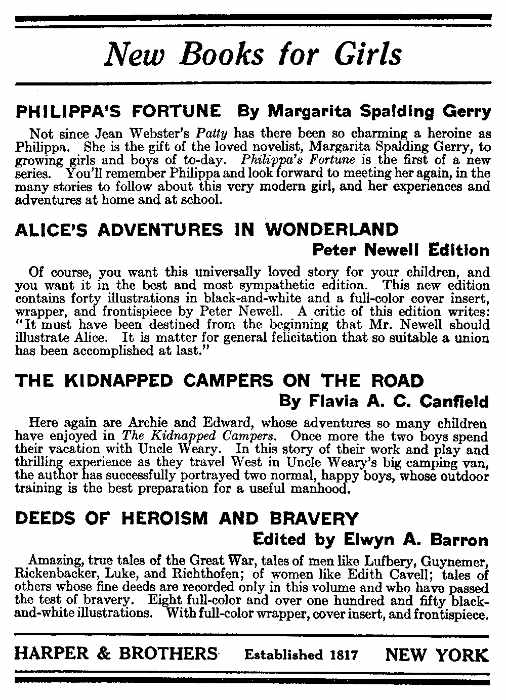 New Books for Girls
PHILIPPA'S FORTUNE By Margarita Spalding Gerry
Not since Jean Webster's Patty has there been so charming a heroine as
Philippa. She is the gift of the loved novelist, Margarita Spalding Gerry, to
growing girls and boys of to-day. Philippa's Fortune is the first of a new
series. You'll remember Philippa and look forward to meeting her again, in the
many stories to follow about this very modern girl, and her experiences and
adventures at home and at school.
ALICE'S ADVENTURES IN WONDERLAND
Peter Newell Edition
Of course, you want this universally loved story for your children, and
you want it in the best and most sympathetic edition. This new edition
contains forty illustrations in black-and-white and a full-color cover insert,
wrapper, and frontispiece by Peter Newell. A critic of this edition writes:
"It must have been destined from the beginning that Mr. Newell should
illustrate Alice. It is matter for general felicitation that so suitable a union
has been accomplished at last."
THE KIDNAPPED CAMPERS ON THE ROAD
By Flavia A. C. Canfield
Here again are Archie and Edward, whose adventures so many children
have enjoyed in The Kidnapped Campers. Once more the two boys spend
their vacation with Uncle Weary. In this story of their work and play and
thrilling experience as they travel West in Uncle Weary's big camping van,
the author has successfully portrayed two normal, happy boys, whose outdoor
training is the best preparation for a useful manhood.
DEEDS OF HEROISM AND BRAVERY
Edited by Elwyn A. Barron
Amazing, true tales of the Great War, tales of men like Lufbery, Guynemer,
Rickenbacker, Luke, and Richthofen; of women like Edith Cavell; tales of
others whose fine deeds are recorded only in this volume and who have passed
the test of bravery. Eight full-color and over one hundred and fifty black-
and-white illustrations. With full-color wrapper, cover insert, and frontispiece.
HARPER & BROTHERS Established 1817 NEW YORK